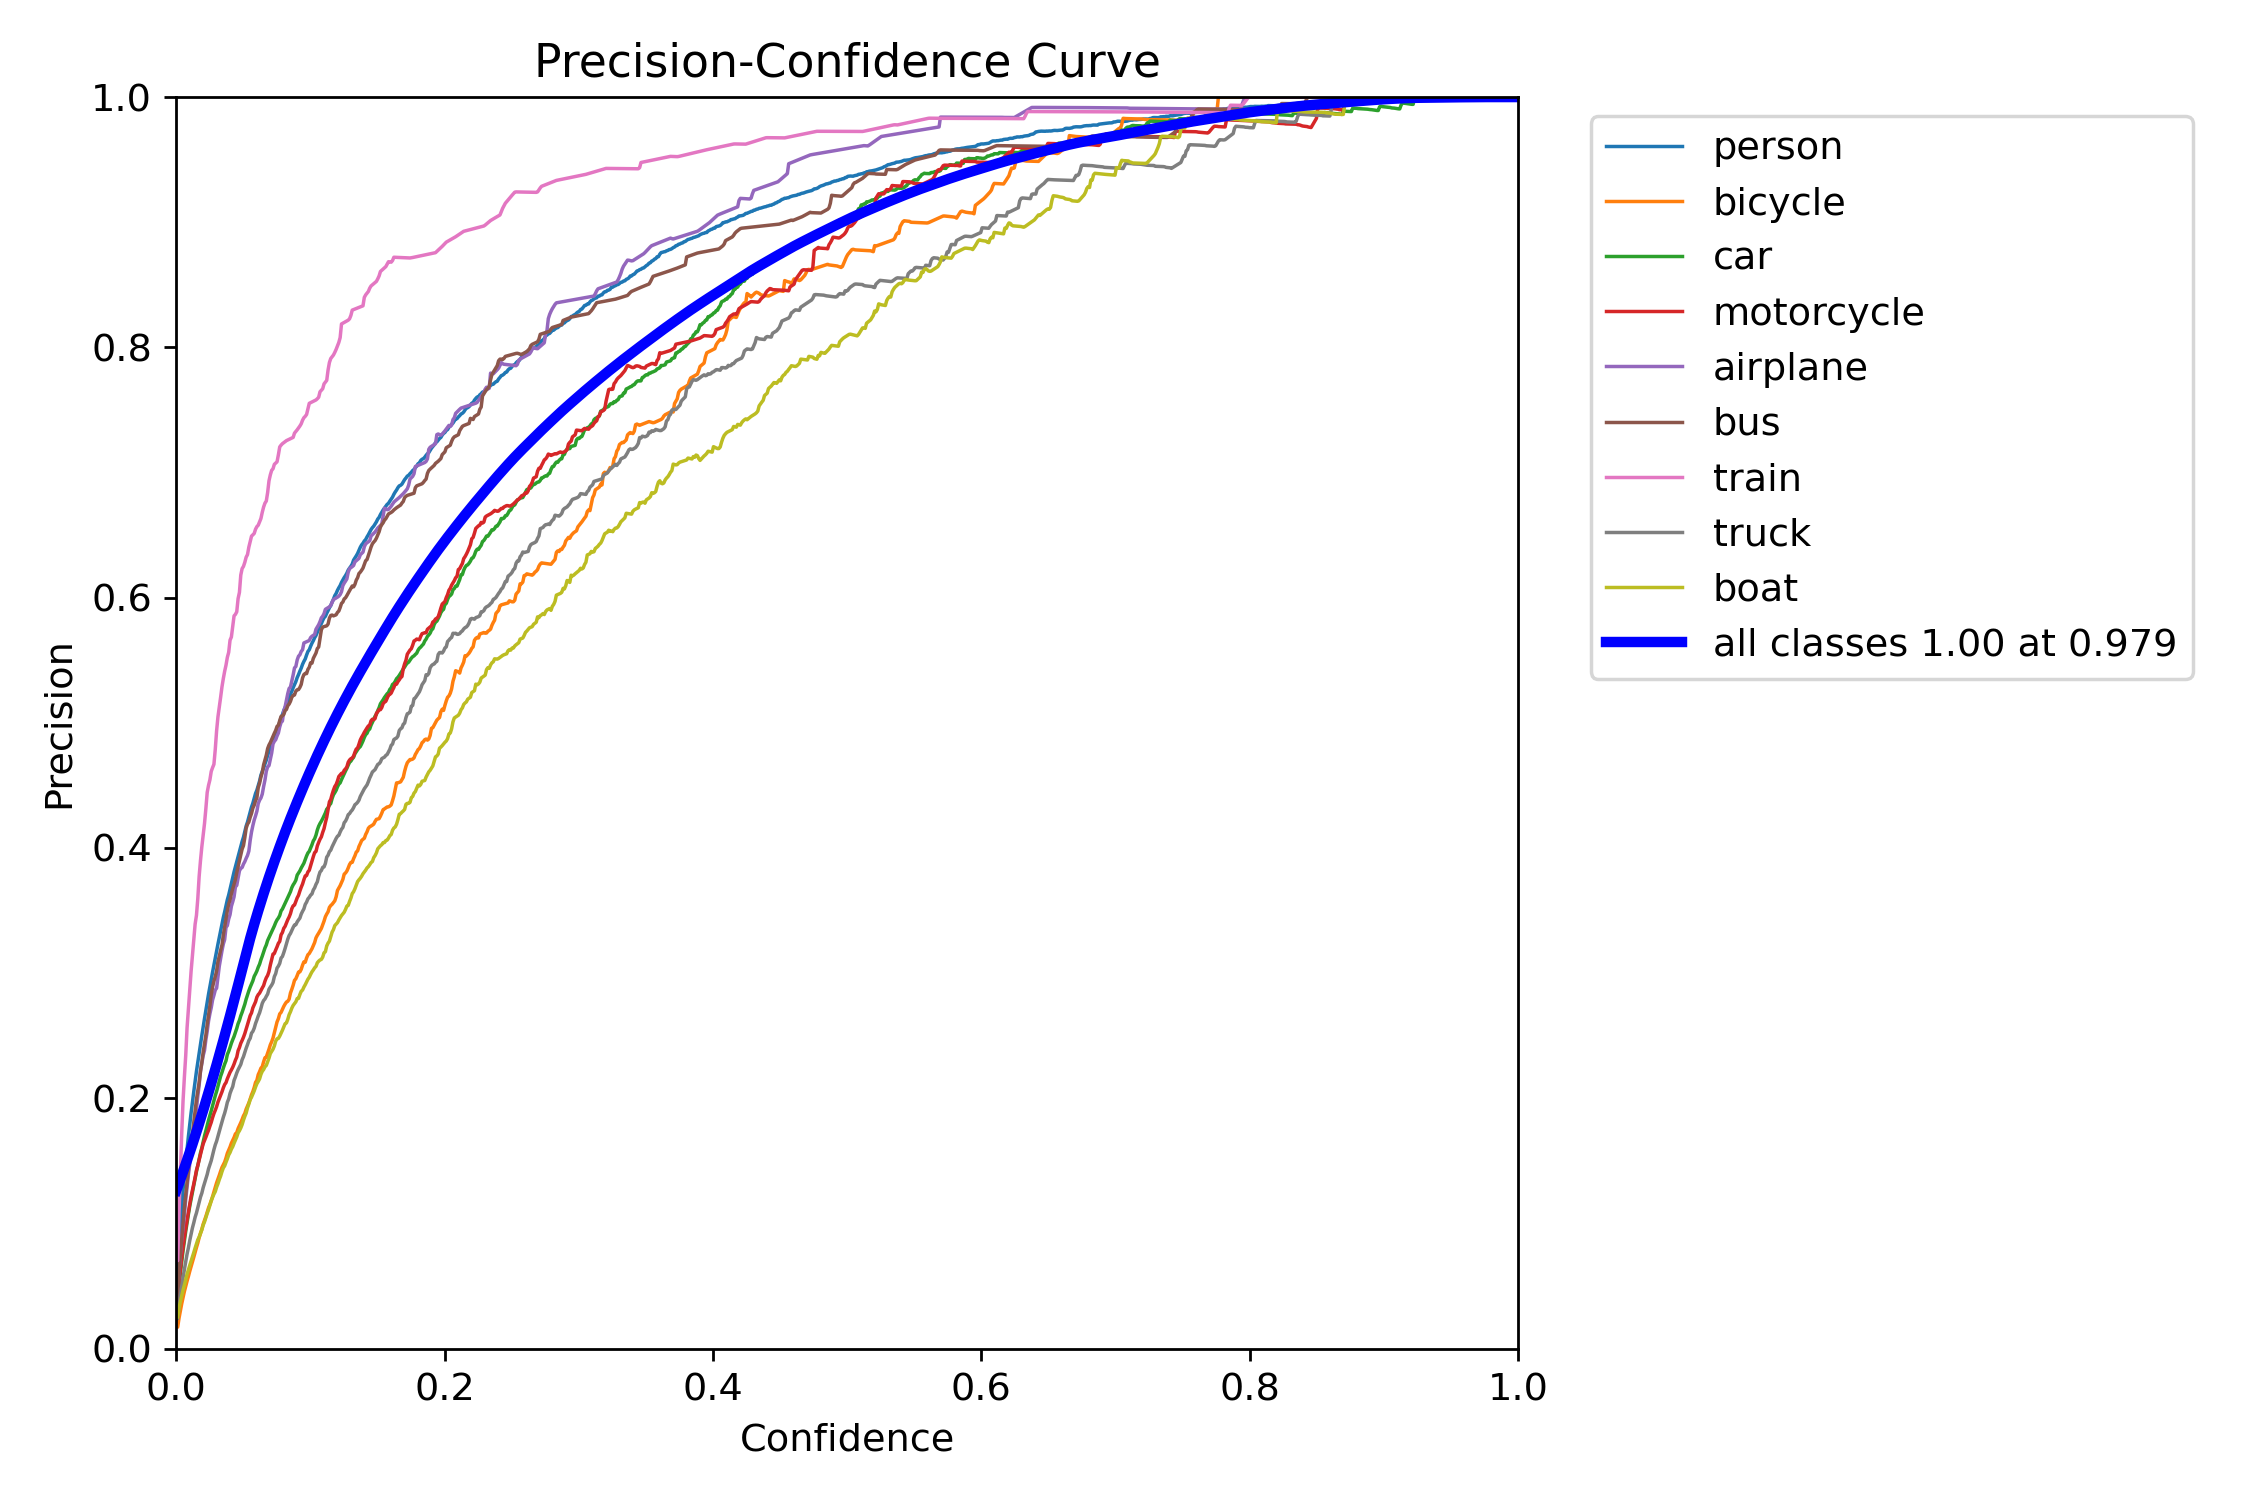 Precision-Confidence Curve
1.0
0.8
0.6
0.4
0.2
0.0
Precision
0.0 0.2 0.4 0.6 0.8 1.0
Confidence
person
bicycle
car
motorcycle
airplane
bus
train
truck
boat
all classes 1.00 at 0.979